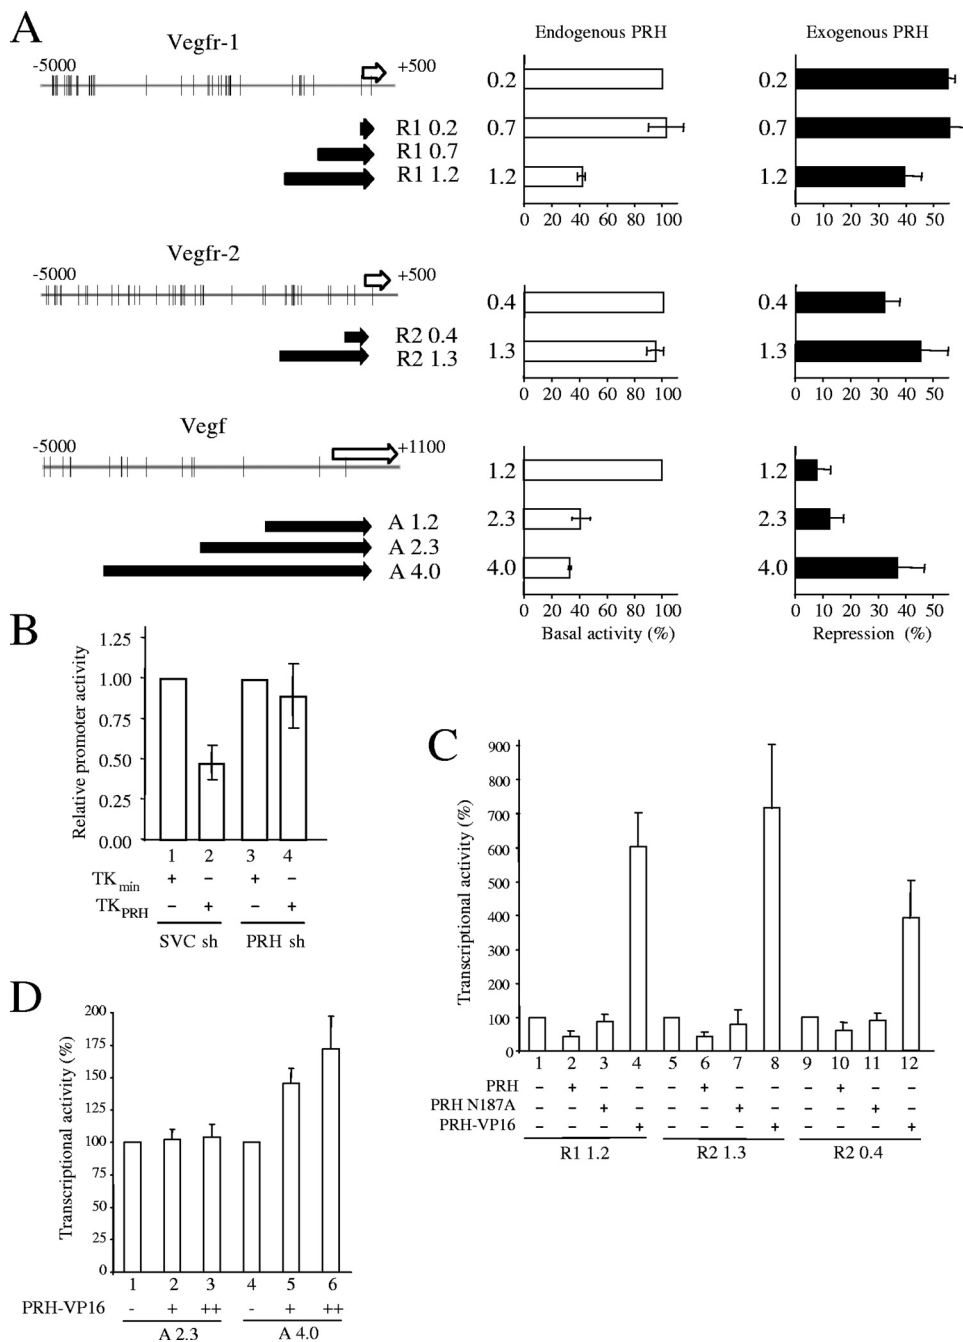 A
Endogenous PRH
Exogenous PRH
Vegfr-1
-5000
+500
R1 0.2
R1 0.7
R1 1.2
0.2
0.7
1.2
0 20 40 60 80 100
0.2
0.7
1.2
0 10 20 30 40 50
Vegfr-2
-5000
+500
R2 0.4
R2 1.3
0.4
1.3
0 20 40 60 80 100
0.4
1.3
0 10 20 30 40 50
Vegf
-5000
+1100
A 1.2
A 2.3
A 4.0
1.2
2.3
4.0
0 20 40 60 80 100
Basal activity (%)
1.2
2.3
4.0
0 10 20 30 40 50
Repression (%)
B
Relative promoter activity
1.25
1.00
0.75
0.50
0.25
0.00
1 2 3 4
TKmin + – + –
TKPRH – + – +
SVC sh PRH sh
C
Transcriptional activity (%)
900
800
700
600
500
400
300
200
100
0
1 2 3 4 5 6 7 8 9 10 11 12
PRH – + – – – + – – – + – –
PRH N187A – – + – – – + – – – + –
PRH-VP16 – – – + – – – + – – – +
R1 1.2 R2 1.3 R2 0.4
D
Transcriptional activity (%)
200
175
150
125
100
75
50
25
0
1 2 3 4 5 6
PRH-VP16 - + ++ - + ++
A 2.3 A 4.0